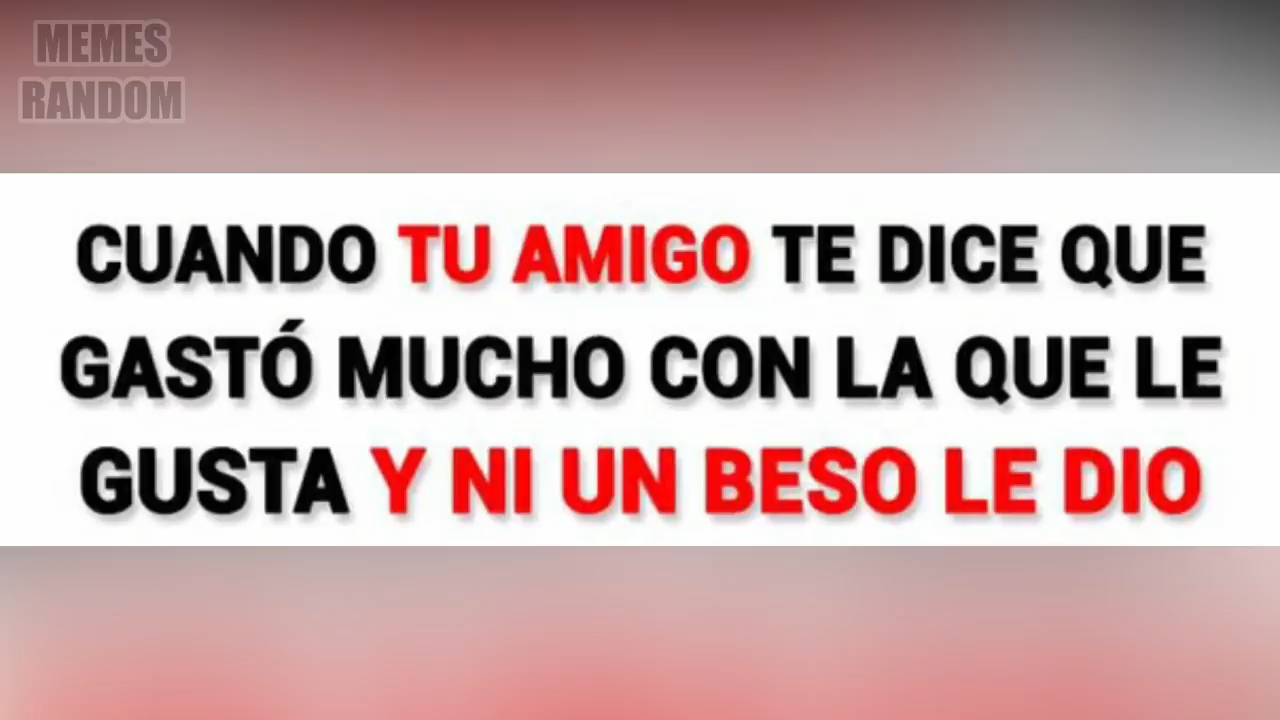 MEMES
RANDOM
CUANDO TU AMIGO TE DICE QUE
GASTÓ MUCHO CON LA QUE LE
GUSTA Y NI UN BESO LE DIO